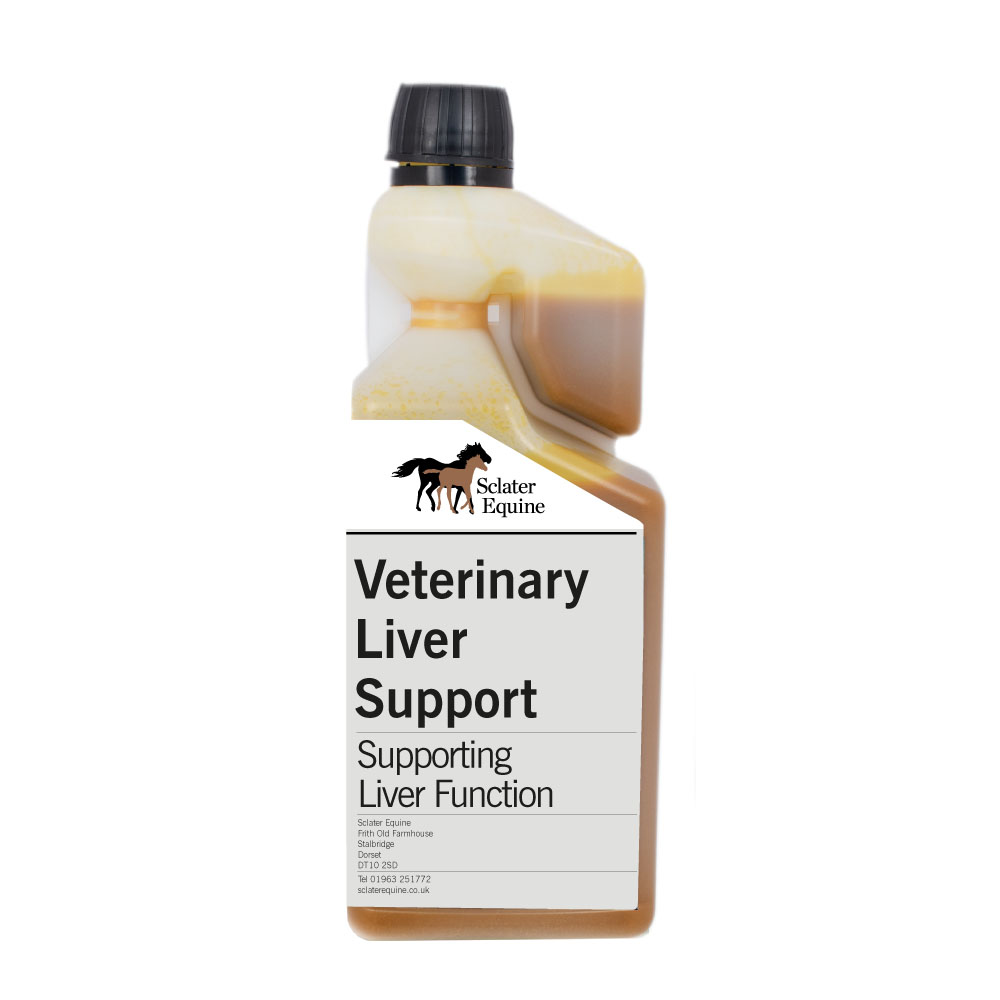 Sclater
Equine
Veterinary
Liver
Support
Supporting
Liver Function
Sclater Equine
Frith Old Farmhouse
Stalbridge
Dorset
DT10 2SD
Tel 01963 251772
sclaterequine.co.uk